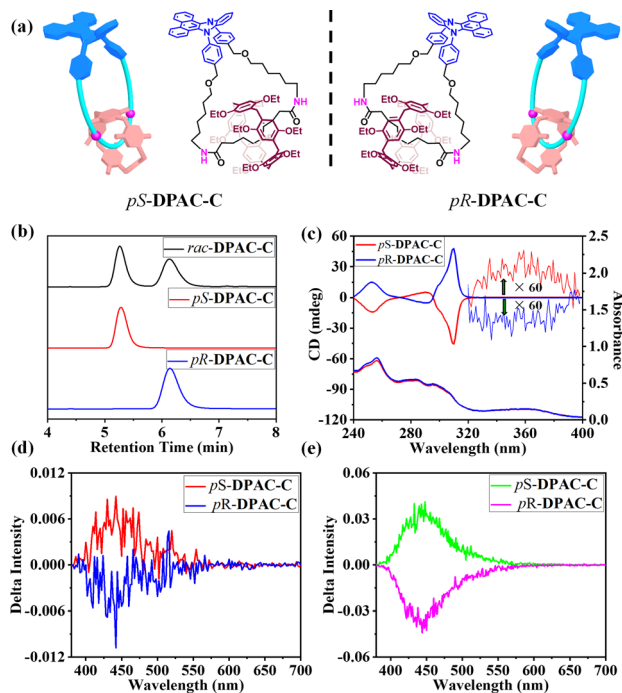 (a)
N
N
N
N
O
O
O
O
NH
HN
EtO
OEt
EtO
OEt
OEt
EtO
OEt
EtO
OEt
O
O
NH
HN
O
O
pS-DPAC-C
pR-DPAC-C
(b)
rac-DPAC-C
pS-DPAC-C
pR-DPAC-C
4 5 6 7 8
Retention Time (min)
(c)
pS-DPAC-C
pR-DPAC-C
× 60
× 60
60
30
0
-30
-60
-90
-120
CD (mdeg)
2.5
2.0
1.5
1.0
0.5
0.0
Absorbance
240 280 320 360 400
Wavelength (nm)
(d)
pS-DPAC-C
pR-DPAC-C
0.012
0.006
0.000
-0.006
-0.012
Delta Intensity
400 450 500 550 600 650 700
Wavelength (nm)
(e)
pS-DPAC-C
pR-DPAC-C
0.06
0.03
0.00
-0.03
-0.06
Delta Intensity
400 450 500 550 600 650 700
Wavelength (nm)